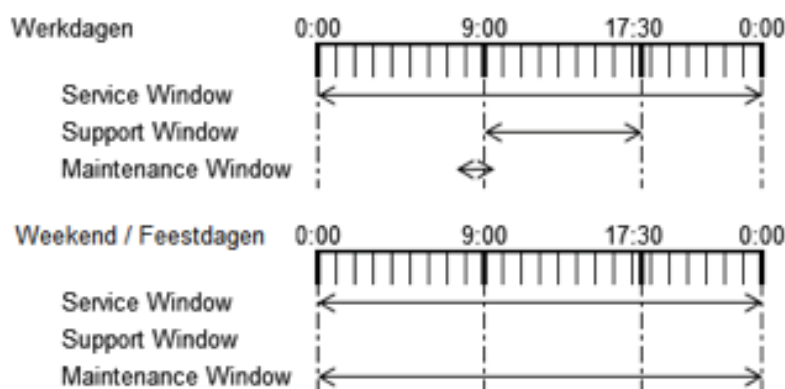 Werkdagen 0:00 9:00 17:30 0:00
Service Window
Support Window
Maintenance Window
Weekend / Feestdagen 0:00 9:00 17:30 0:00
Service Window
Support Window
Maintenance Window